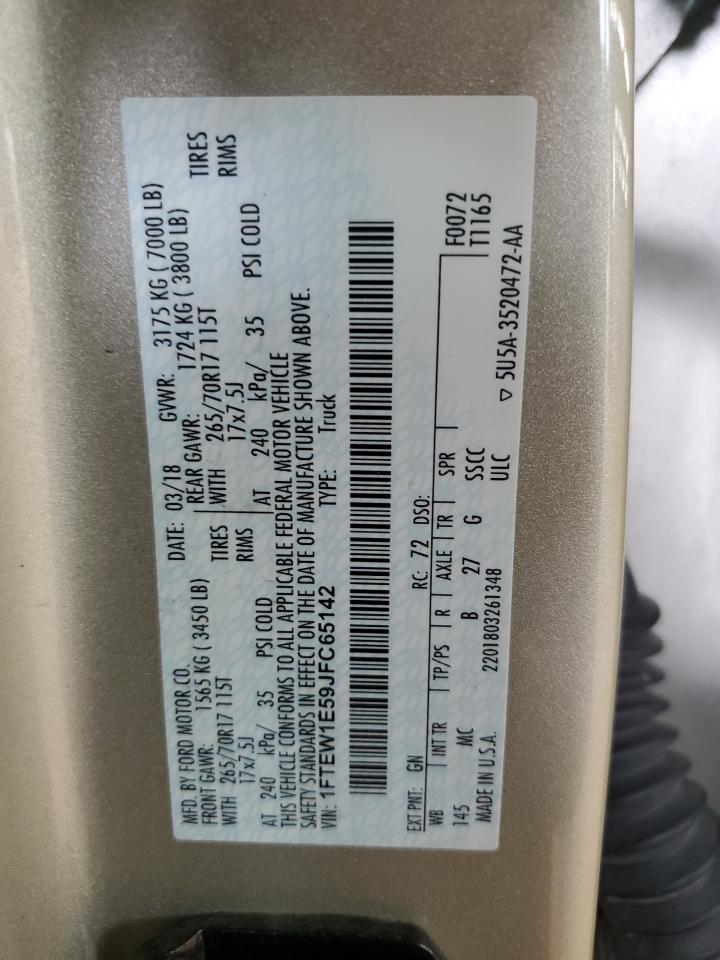 MFD. BY FORD MOTOR CO.
DATE: 03/18 GVWR: 3175 KG ( 7000 LB)
FRONT GAWR: 1565 KG ( 3450 LB) REAR GAWR: 1724 KG ( 3800 LB)
WITH 265/70R17 115T TIRES WITH 265/70R17 115T TIRES
17x7.5J RIMS 17x7.5J RIMS
AT 240 kPa/ 35 PSI COLD AT 240 kPa/ 35 PSI COLD
THIS VEHICLE CONFORMS TO ALL APPLICABLE FEDERAL MOTOR VEHICLE
SAFETY STANDARDS IN EFFECT ON THE DATE OF MANUFACTURE SHOWN ABOVE.
VIN: 1FTEW1E59JFC65142 TYPE: Truck
EXT PNT: GN RC: 72 DSO: F0072
WB INT TR TP/PS R AXLE TR SPR T1165
145 MC B 27 G SSCC
MADE IN U.S.A. 2201803261348 ULC ▽ 5U5A-3520472-AA